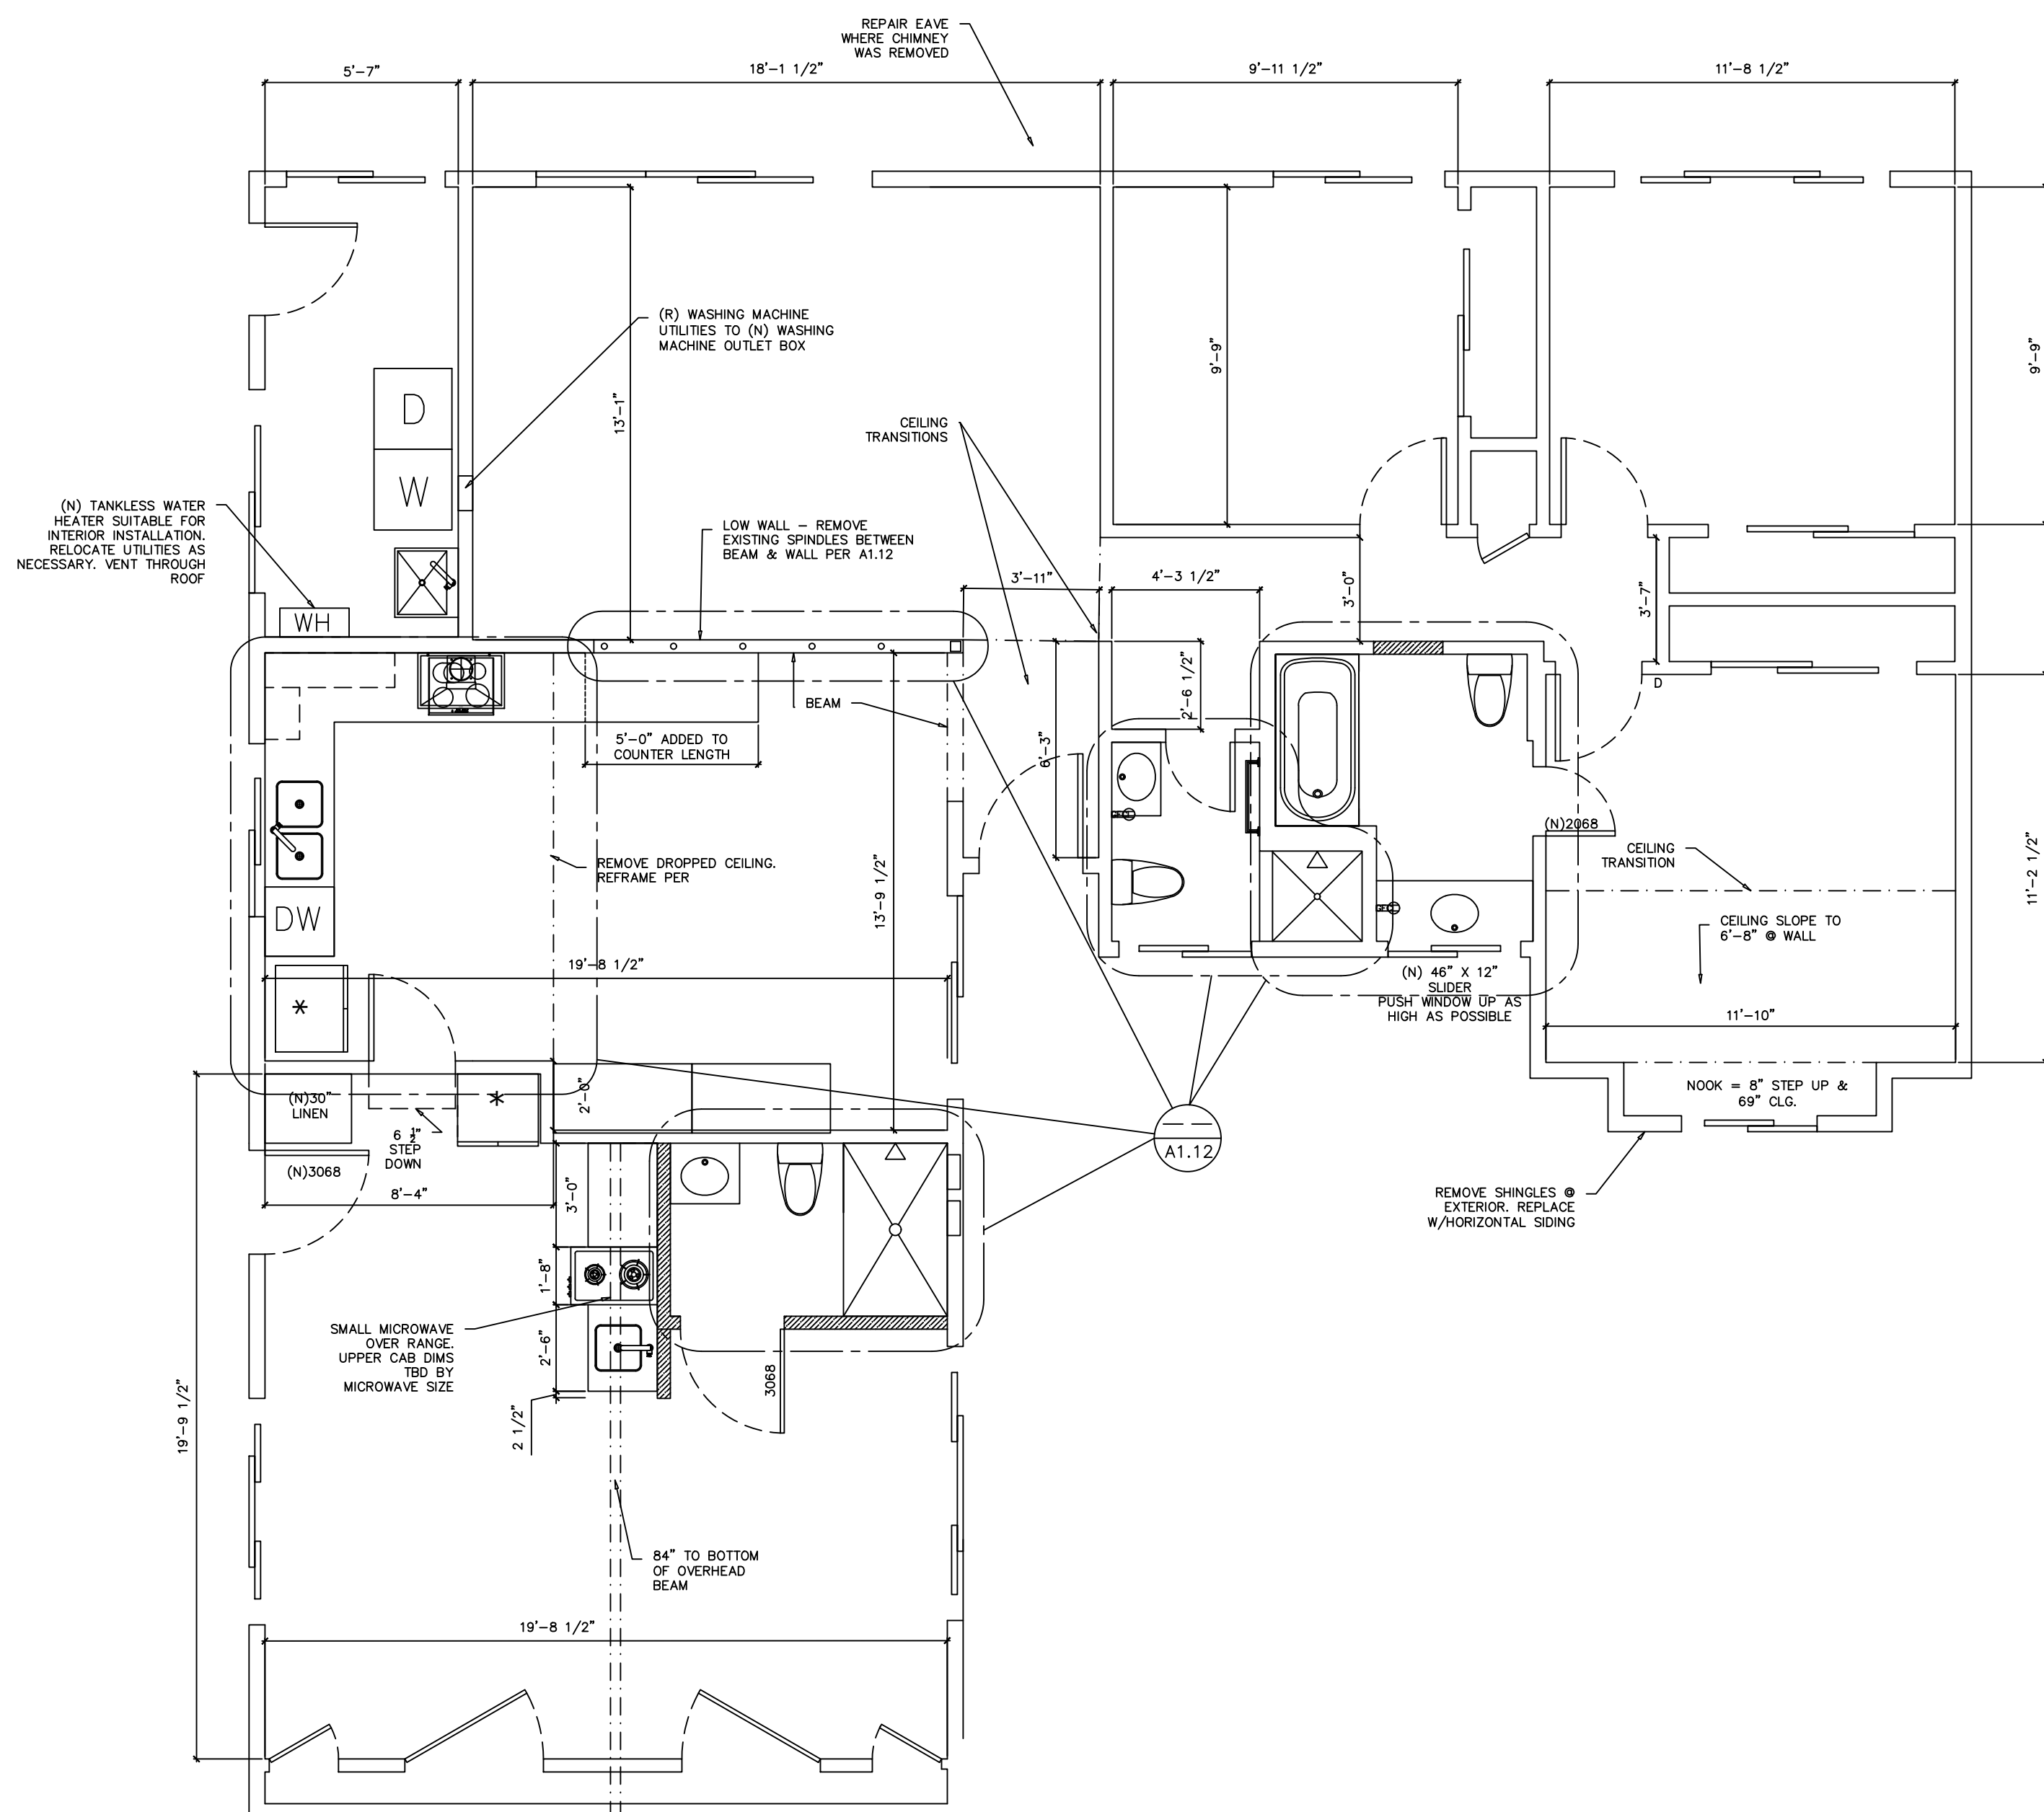 REPAIR EAVE
WHERE CHIMNEY
WAS REMOVED
5'-7"
18'-1 1/2"
9'-11 1/2"
11'-8 1/2"
(R) WASHING MACHINE
UTILITIES TO (N) WASHING
MACHINE OUTLET BOX
13'-1"
9'-9"
9'-9"
D
W
CEILING
TRANSITIONS
(N) TANKLESS WATER
HEATER SUITABLE FOR
INTERIOR INSTALLATION.
RELOCATE UTILITIES AS
NECESSARY. VENT THROUGH
ROOF
LOW WALL – REMOVE
EXISTING SPINDLES BETWEEN
BEAM & WALL PER A1.12
WH
3'-11"
4'-3 1/2"
3'-0"
3'-7"
D
2'-6 1/2"
6'-3"
BEAM
5'-0" ADDED TO
COUNTER LENGTH
(N)2068
CEILING
TRANSITION
REMOVE DROPPED CEILING.
REFRAME PER
13'-9 1/2"
11'-2 1/2"
DW
CEILING SLOPE TO
6'-8" @ WALL
19'-8 1/2"
(N) 46" X 12"
SLIDER
PUSH WINDOW UP AS
HIGH AS POSSIBLE
*
11'-10"
(N)30"
LINEN
*
2'-0"
NOOK = 8" STEP UP &
69" CLG.
6 1/2"
STEP
DOWN
A1.12
(N)3068
8'-4"
3'-0"
REMOVE SHINGLES @
EXTERIOR. REPLACE
W/HORIZONTAL SIDING
1'-8"
SMALL MICROWAVE
OVER RANGE.
UPPER CAB DIMS
TBD BY
MICROWAVE SIZE
2'-6"
3068
19'-9 1/2"
2 1/2"
84" TO BOTTOM
OF OVERHEAD
BEAM
19'-8 1/2"